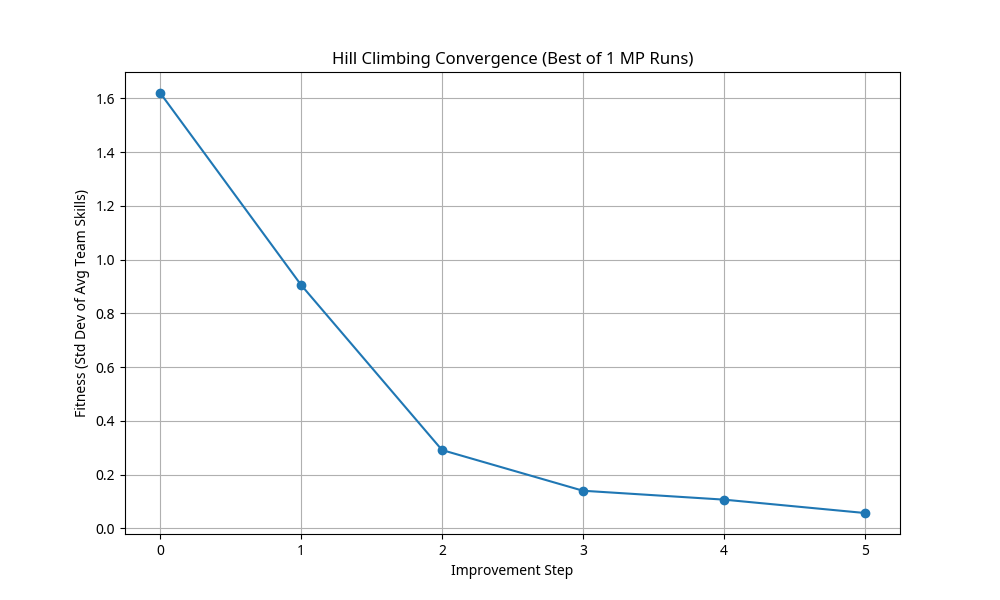 Hill Climbing Convergence (Best of 1 MP Runs)
Fitness (Std Dev of Avg Team Skills)
1.6
1.4
1.2
1.0
0.8
0.6
0.4
0.2
0.0
0 1 2 3 4 5
Improvement Step